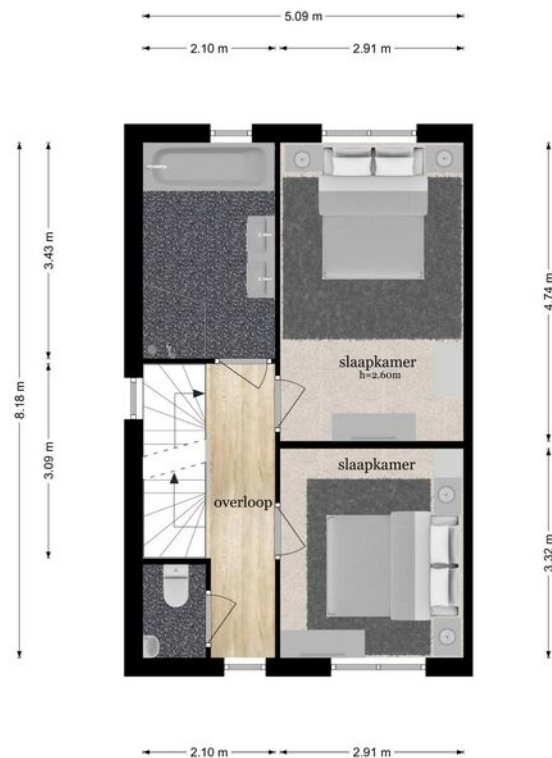 5.09 m
2.10 m
2.91 m
3.43 m
8.18 m
3.09 m
4.74 m
3.32 m
slaapkamer
h=2.60m
slaapkamer
overloop
2.10 m
2.91 m